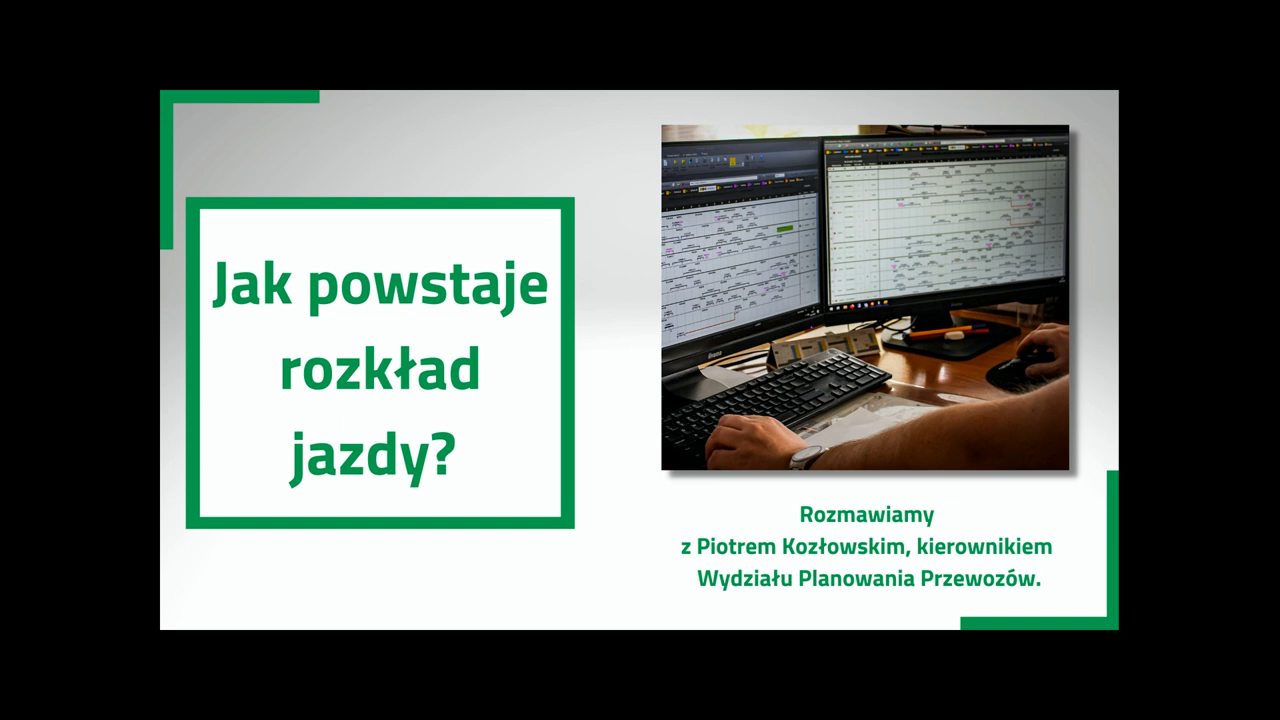 Jak powstaje
rozkład
jazdy?
Rozmawiamy
z Piotrem Kozłowskim, kierownikiem
Wydziału Planowania Przewozów.